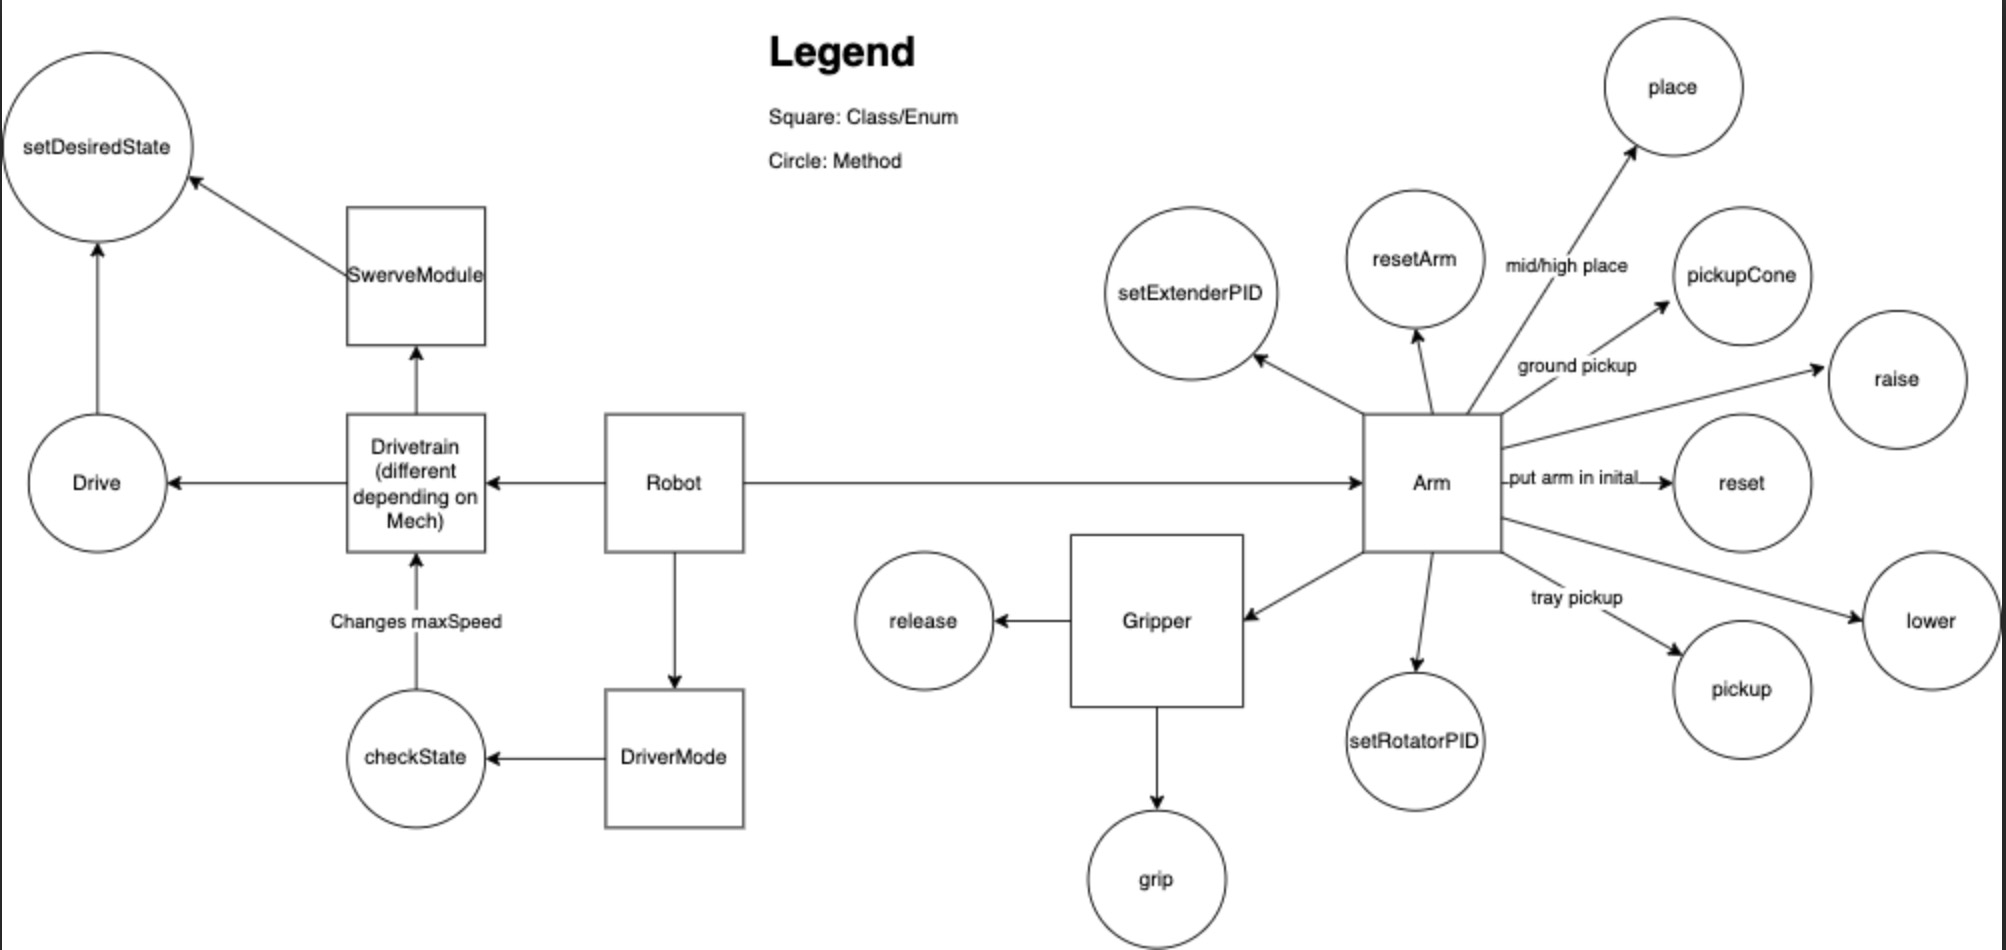 Legend
Square: Class/Enum
Circle: Method
place
setDesiredState
SwerveModule
setExtenderPID
resetArm
mid/high place
pickupCone
ground pickup
raise
Drive
Drivetrain
(different
depending on
Mech)
Robot
Arm
put arm in inital
reset
Changes maxSpeed
release
Gripper
tray pickup
lower
pickup
checkState
DriverMode
setRotatorPID
grip